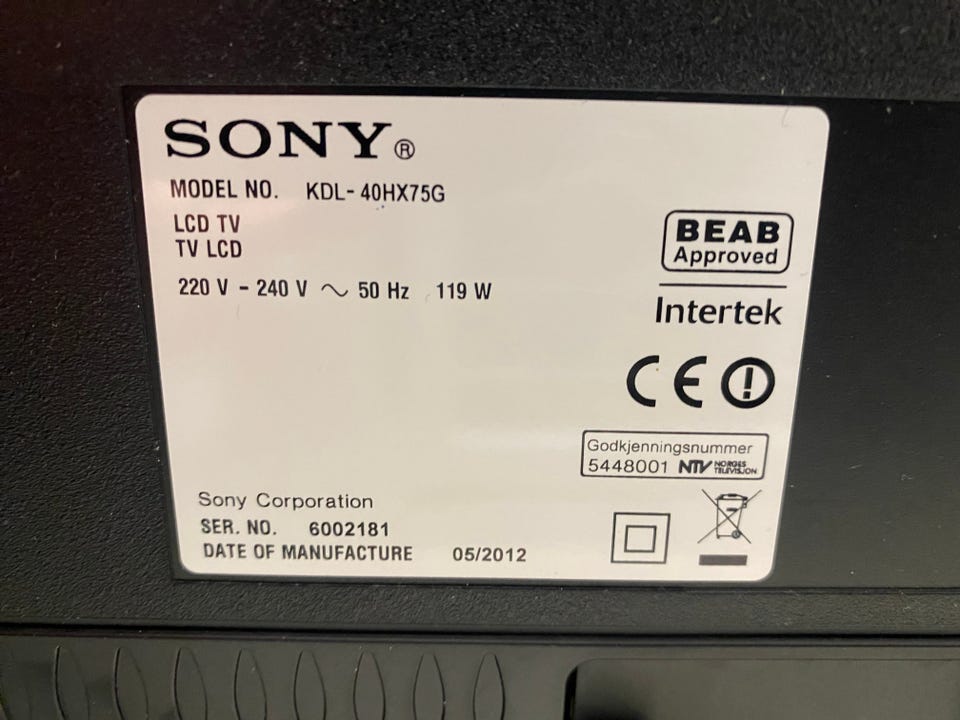 SONY®
MODEL NO. KDL-40HX75G
LCD TV
TV LCD
220 V - 240 V ~ 50 Hz 119 W
BEAB
Approved
Intertek
CE
Godkjenningsnummer
5448001 NTV NORGES TELEVISJON
Sony Corporation
SER. NO. 6002181
DATE OF MANUFACTURE 05/2012